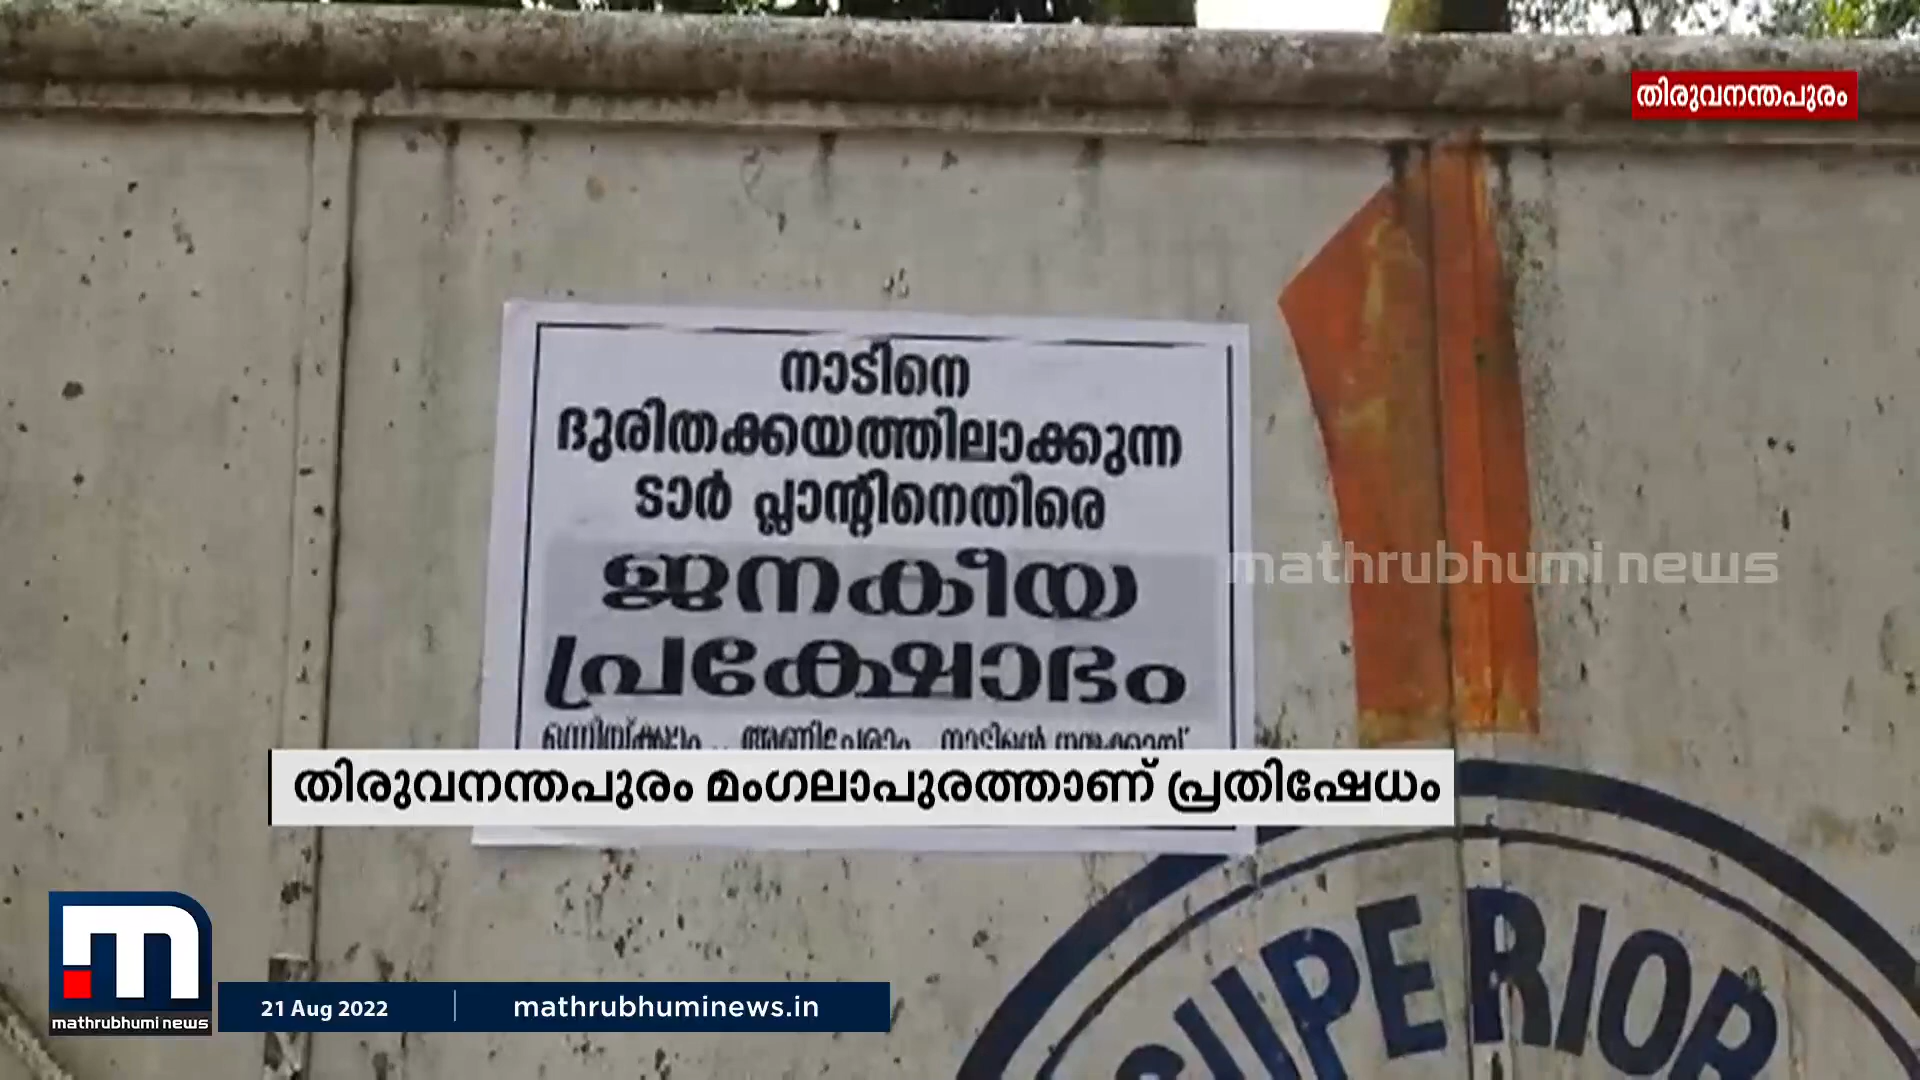 തിരുവനന്തപുരം
നാടിനെ
ദുരിതക്കയത്തിലാക്കുന്ന
ടാർ പ്ലാന്റിനെതിരെ
ജനകീയ
പ്രക്ഷോഭം
mathrubhumi news
തിരുവനന്തപുരം മംഗലാപുരത്താണ് പ്രതിഷേധം
SUPERIOR
mathrubhumi news
21 Aug 2022
mathrubhuminews.in